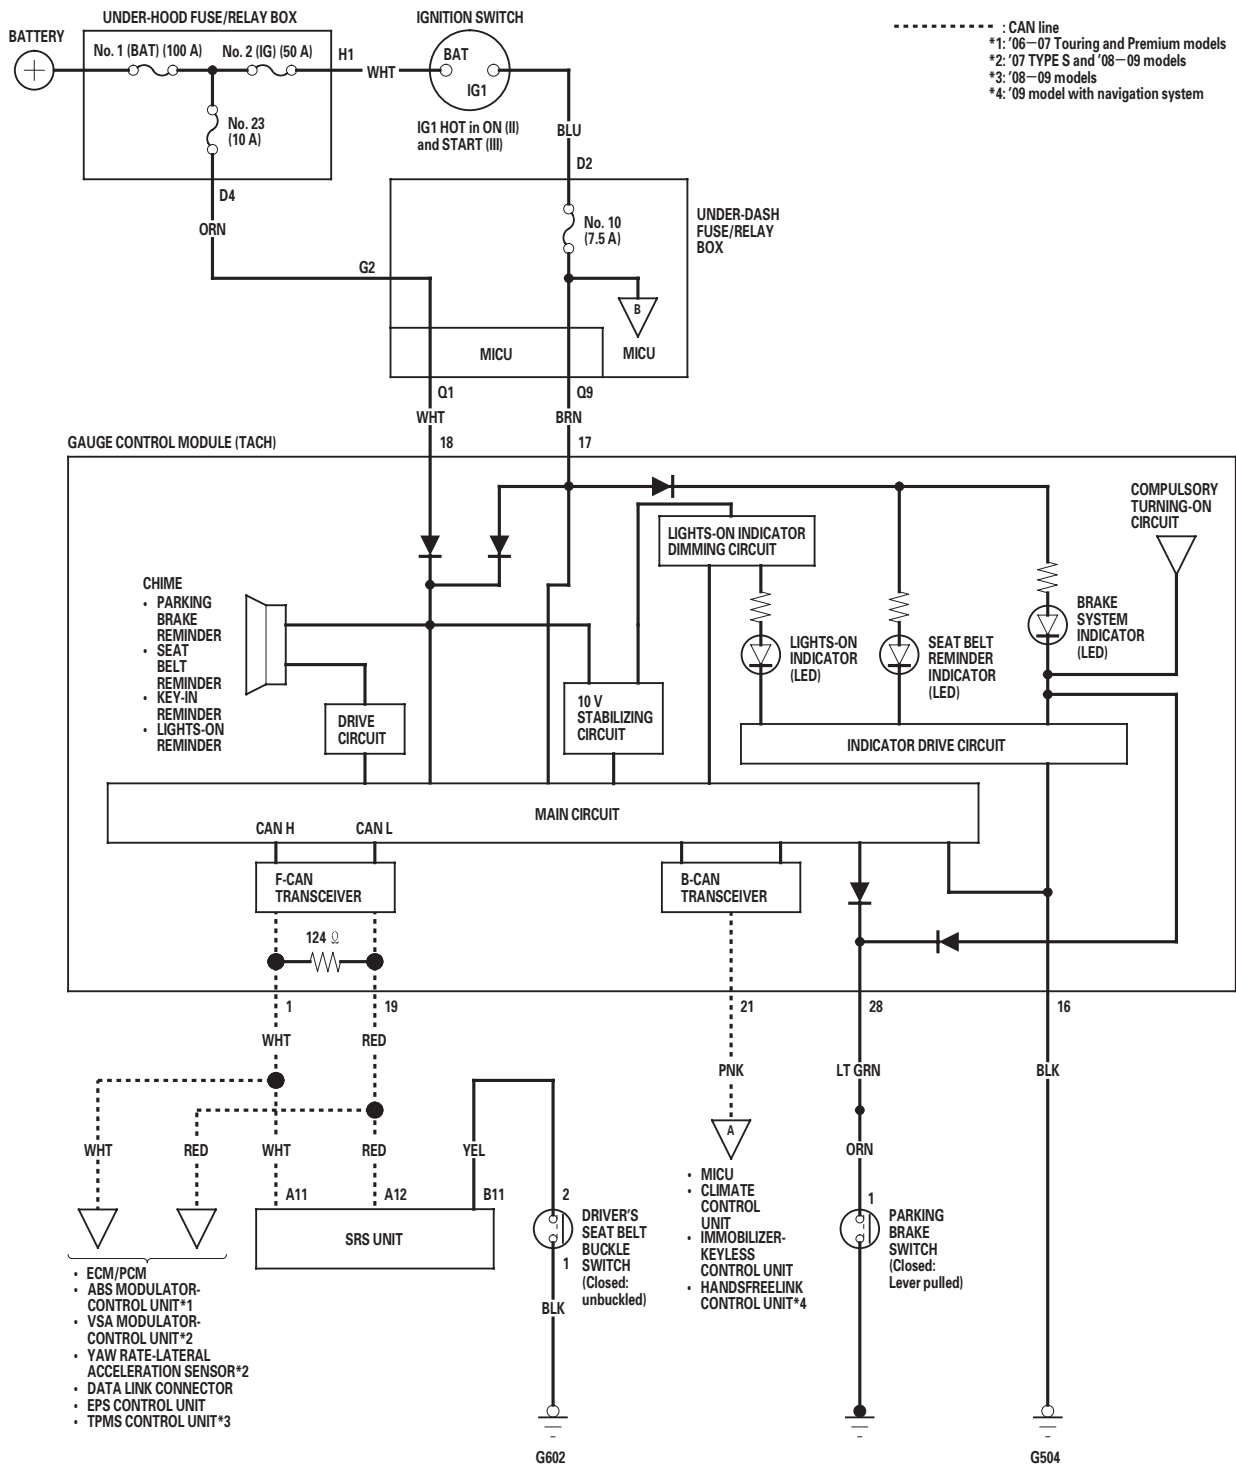 UNDER-HOOD FUSE/RELAY BOX
IGNITION SWITCH
BATTERY
No. 1 (BAT) (100 A)
No. 2 (IG) (50 A)
H1
WHT
BAT
IG1
No. 23
(10 A)
IG1 HOT in ON (II)
and START (III)
BLU
D2
: CAN line
*1: '06－07 Touring and Premium models
*2: '07 TYPE S and '08－09 models
*3: '08－09 models
*4: '09 model with navigation system
D4
ORN
G2
No. 10
(7.5 A)
UNDER-DASH
FUSE/RELAY
BOX
B
MICU
MICU
Q1
Q9
WHT
BRN
GAUGE CONTROL MODULE (TACH)
18
17
COMPULSORY
TURNING-ON
CIRCUIT
LIGHTS-ON INDICATOR
DIMMING CIRCUIT
CHIME
• PARKING
BRAKE
REMINDER
• SEAT
BELT
REMINDER
• KEY-IN
REMINDER
• LIGHTS-ON
REMINDER
BRAKE
SYSTEM
INDICATOR
(LED)
LIGHTS-ON
INDICATOR
(LED)
SEAT BELT
REMINDER
INDICATOR
(LED)
10 V
STABILIZING
CIRCUIT
DRIVE
CIRCUIT
INDICATOR DRIVE CIRCUIT
MAIN CIRCUIT
CAN H
CAN L
F-CAN
TRANSCEIVER
B-CAN
TRANSCEIVER
124 Ω
1
19
21
28
16
WHT
RED
PNK
LT GRN
BLK
WHT
RED
WHT
RED
YEL
A
ORN
A11
A12
B11
2
1
SRS UNIT
DRIVER'S
SEAT BELT
BUCKLE
SWITCH
(Closed:
unbuckled)
1
BLK
• MICU
• CLIMATE
CONTROL
UNIT
• IMMOBILIZER-
KEYLESS
CONTROL UNIT
• HANDSFREELINK
CONTROL UNIT*4
PARKING
BRAKE
SWITCH
(Closed:
Lever pulled)
• ECM/PCM
• ABS MODULATOR-
CONTROL UNIT*1
• VSA MODULATOR-
CONTROL UNIT*2
• YAW RATE-LATERAL
ACCELERATION SENSOR*2
• DATA LINK CONNECTOR
• EPS CONTROL UNIT
• TPMS CONTROL UNIT*3
G602
G504